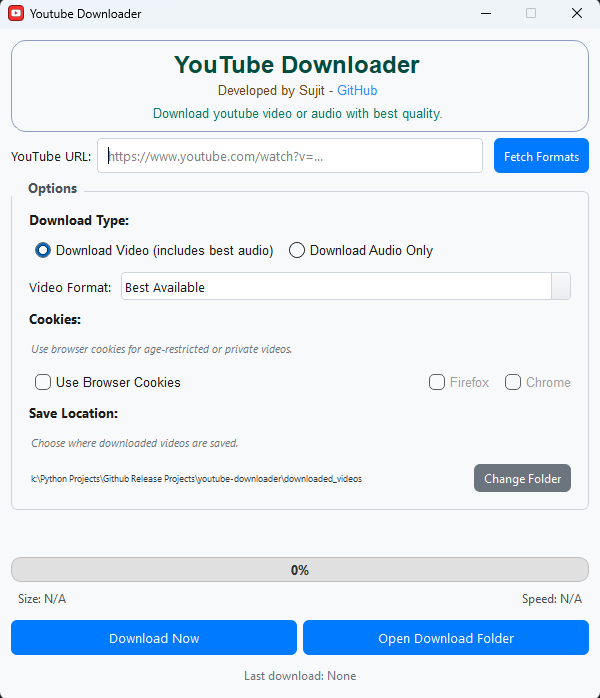 Youtube Downloader
YouTube Downloader
Developed by Sujit - GitHub
Download youtube video or audio with best quality.
YouTube URL: https://www.youtube.com/watch?v=... Fetch Formats
Options
Download Type:
Download Video (includes best audio) Download Audio Only
Video Format: Best Available
Cookies:
Use browser cookies for age-restricted or private videos.
Use Browser Cookies Firefox Chrome
Save Location:
Choose where downloaded videos are saved.
k:\Python Projects\Github Release Projects\youtube-downloader\downloaded_videos Change Folder
0%
Size: N/A Speed: N/A
Download Now Open Download Folder
Last download: None